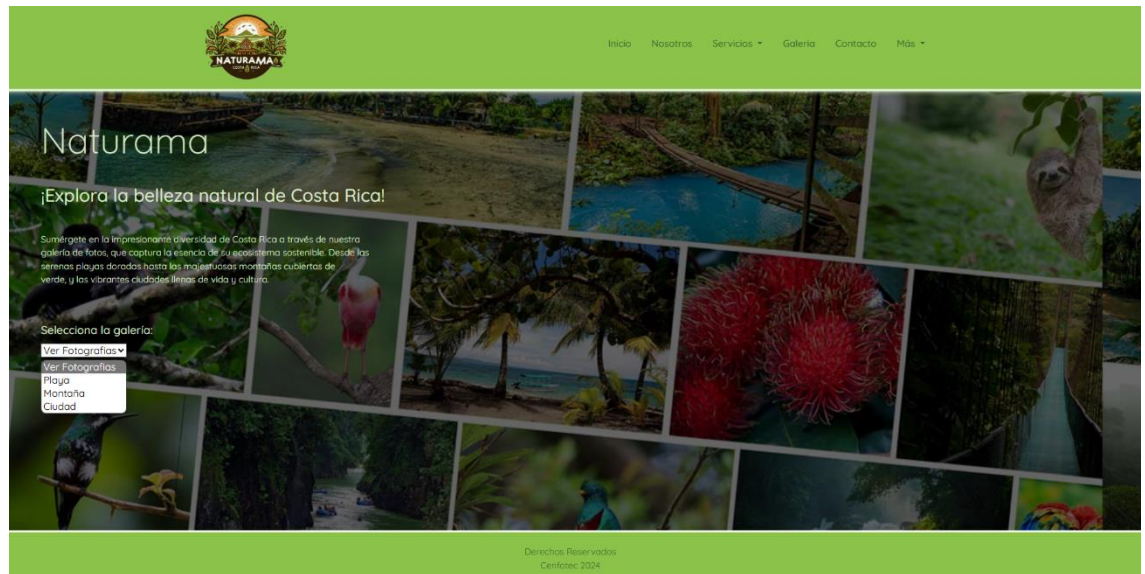 NATURAMA
COSTA RICA
Inicio Nosotros Servicios Galeria Contacto Más
Naturama
¡Explora la belleza natural de Costa Rica!
Sumérgete en la impresionante diversidad de Costa Rica a través de nuestra
galería de fotos, que captura la esencia de su ecosistema sostenible. Desde las
serenas playas doradas hasta las majestuosas montañas cubiertas de
verde, y las vibrantes ciudades llenas de vida y cultura.
Selecciona la galería:
Ver Fotografias
Ver Fotografias
Playa
Montaña
Ciudad
Derechos Reservados
Cenfotec 2024